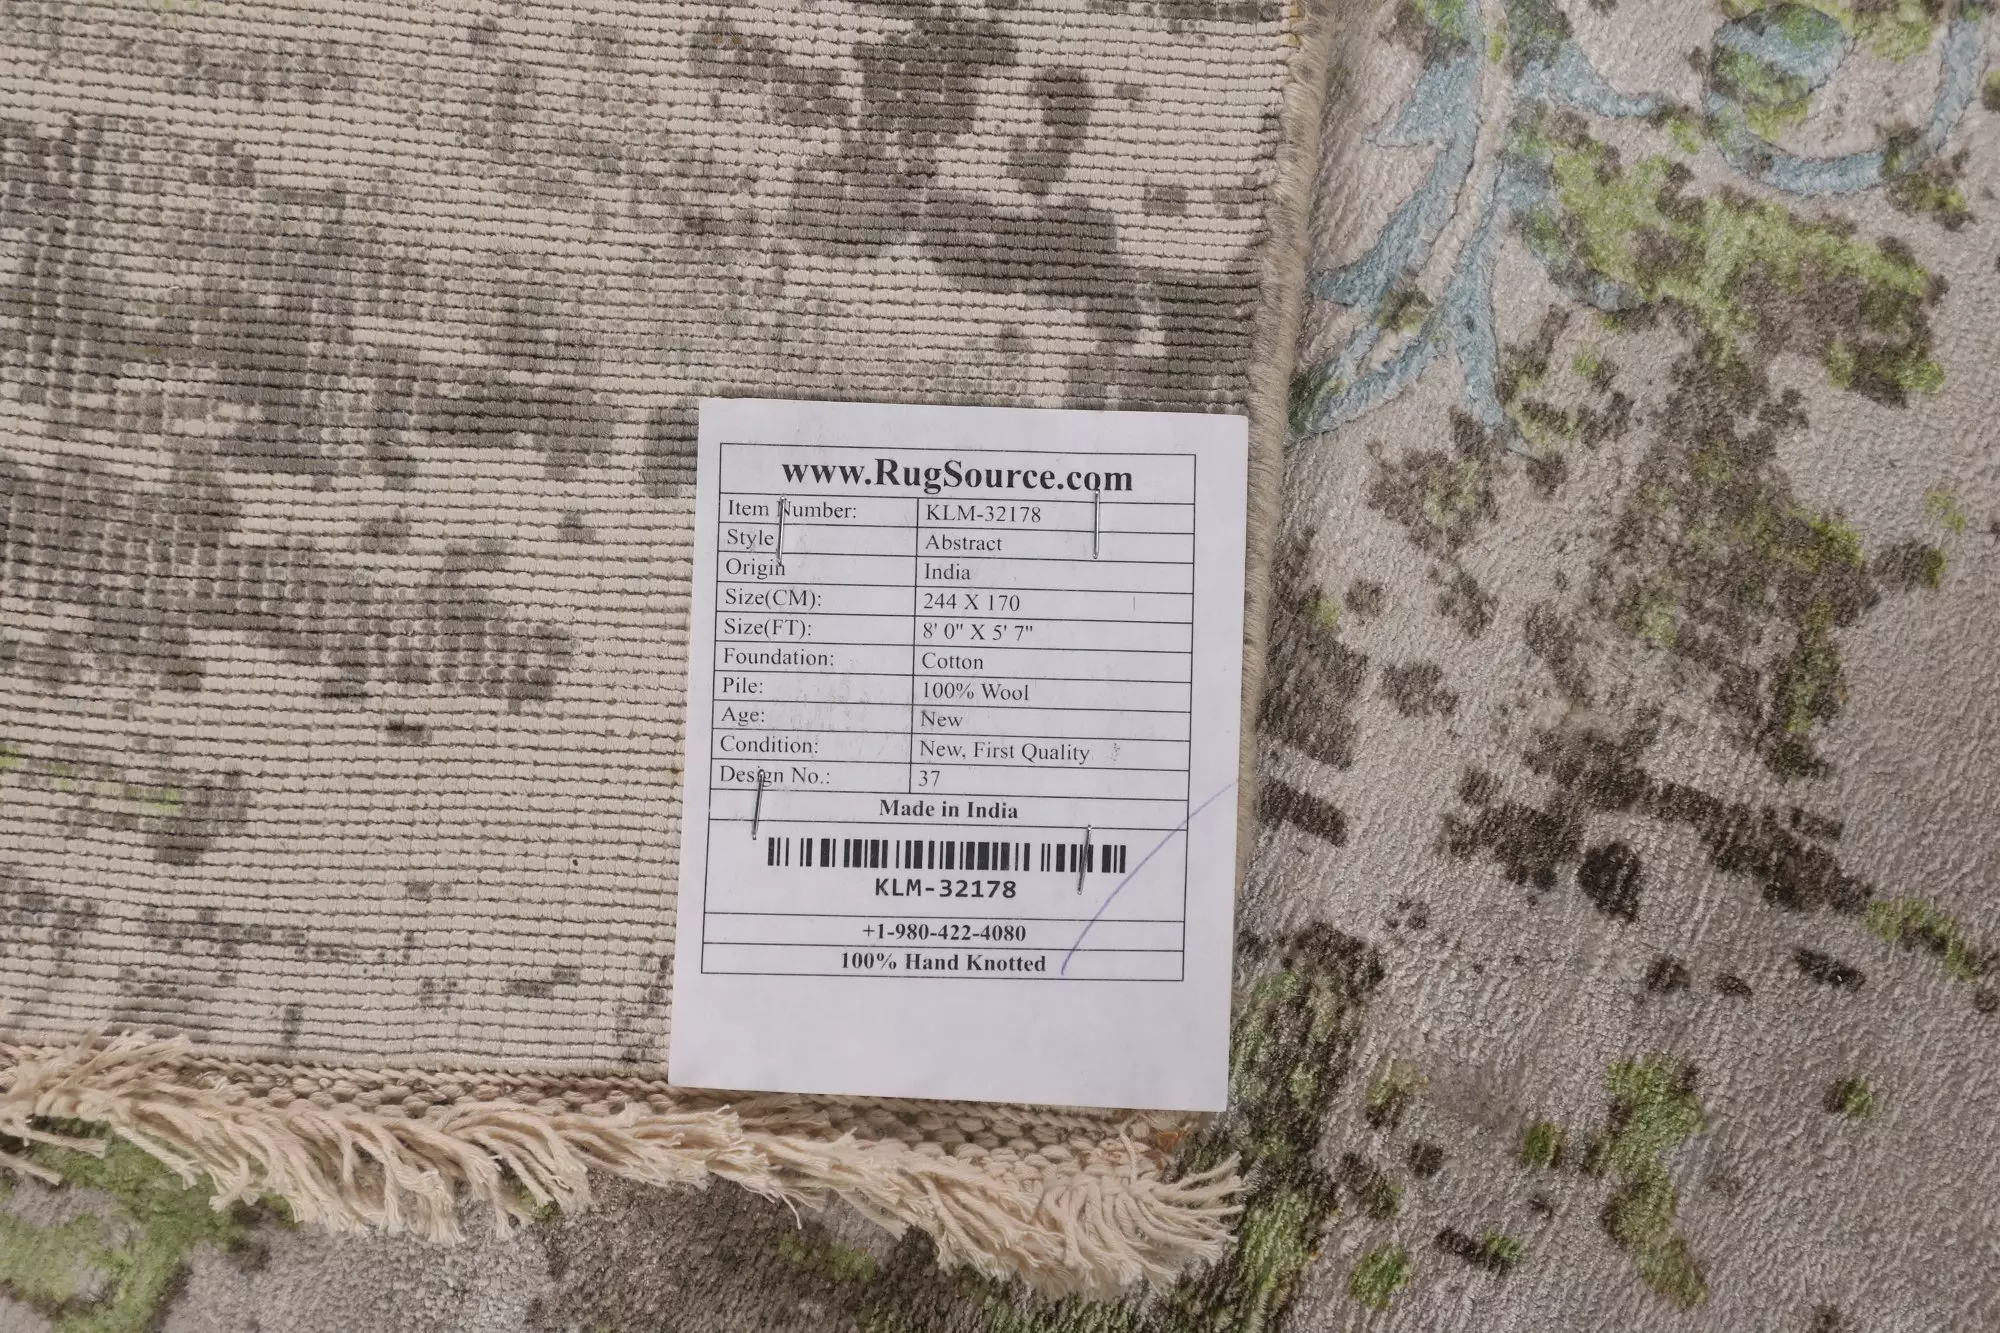 www.RugSource.com
Item Number: KLM-32178
Style Abstract
Origin India
Size(CM): 244 X 170
Size(FT): 8' 0" X 5' 7"
Foundation: Cotton
Pile: 100% Wool
Age: New
Condition: New, First Quality
Design No.: 37
Made in India
KLM-32178
+1-980-422-4080
100% Hand Knotted